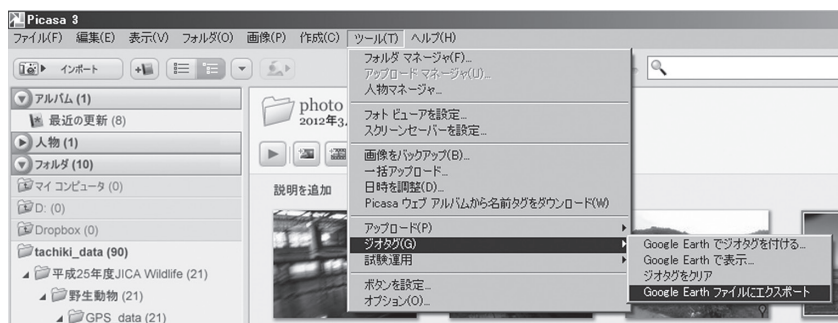 Picasa 3
ファイル(F) 編集(E) 表示(V) フォルダ(O) 画像(P) 作成(C) ツール(T) ヘルプ(H)
インポート
アルバム (1)
最近の更新 (8)
人物 (1)
フォルダ (10)
マイ コンピュータ (0)
D: (0)
Dropbox (0)
tachiki_data (90)
平成25年度JICA Wildlife (21)
野生動物 (21)
GPS data (21)
photo
2012年3
説明を追加
フォルダ マネージャ(F)...
アップロード マネージャ(U)...
人物マネージャ...
フォト ビューアを設定...
スクリーンセーバーを設定...
画像をバックアップ(B)...
一括アップロード...
日時を調整(D)...
Picasa ウェブ アルバムから名前タグをダウンロード(W)
アップロード(P)
ジオタグ(G)
試験運用
ボタンを設定...
オプション(O)...
Google Earth でジオタグを付ける...
Google Earth で表示...
ジオタグをクリア
Google Earth ファイルにエクスポート